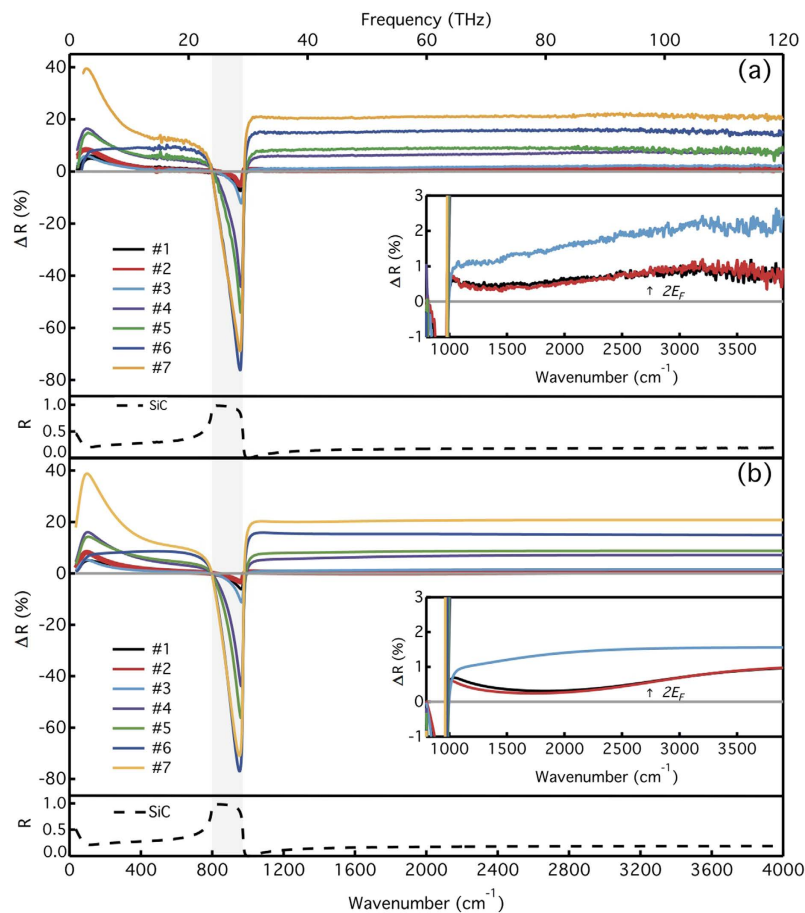 Frequency (THz)
0 20 40 60 80 100 120
(a)
40
20
0
-20
-40
-60
-80
ΔR (%)
#1
#2
#3
#4
#5
#6
#7
3
2
1
0
-1
ΔR (%)
↑ 2E_F
1000 1500 2000 2500 3000 3500
Wavenumber (cm⁻¹)
1.0
0.5
0.0
R
SiC
(b)
40
20
0
-20
-40
-60
-80
ΔR (%)
#1
#2
#3
#4
#5
#6
#7
3
2
1
0
-1
ΔR (%)
↑ 2E_F
1000 1500 2000 2500 3000 3500
Wavenumber (cm⁻¹)
1.0
0.5
0.0
R
SiC
0 400 800 1200 1600 2000 2400 2800 3200 3600 4000
Wavenumber (cm⁻¹)